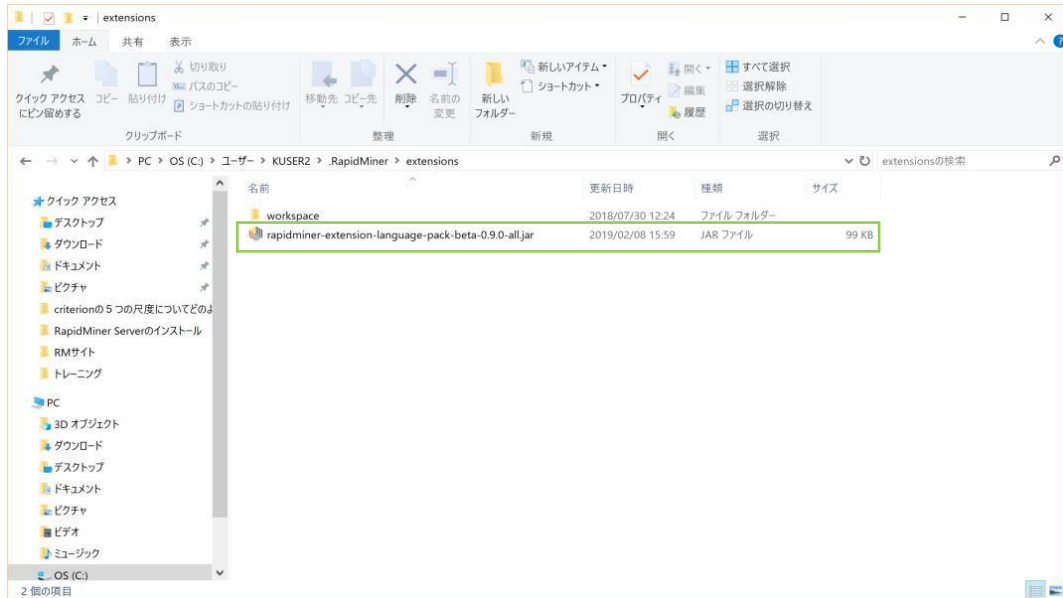 extensions
ファイル ホーム 共有 表示
クイック アクセス
にピン留めする
コピー
貼り付け
切り取り
パスのコピー
ショートカットの貼り付け
クリップボード
移動先
コピー先
削除
名前の
変更
整理
新しい
フォルダー
新しいアイテム
ショートカット
新規
プロパティ
開く
編集
履歴
開く
すべて選択
選択解除
選択の切り替え
選択
PC > OS (C:) > ユーザー > KUSER2 > .RapidMiner > extensions
extensionsの検索
名前 更新日時 種類 サイズ
workspace 2018/07/30 12:24 ファイル フォルダー
rapidminer-extension-language-pack-beta-0.9.0-all.jar 2019/02/08 15:59 JAR ファイル 99 KB
クイック アクセス
デスクトップ
ダウンロード
ドキュメント
ピクチャ
criterionの5つの尺度についてどのよ
RapidMiner Serverのインストール
RMサイト
トレーニング
PC
3D オブジェクト
ダウンロード
デスクトップ
ドキュメント
ピクチャ
ビデオ
ミュージック
OS (C:)
2 個の項目